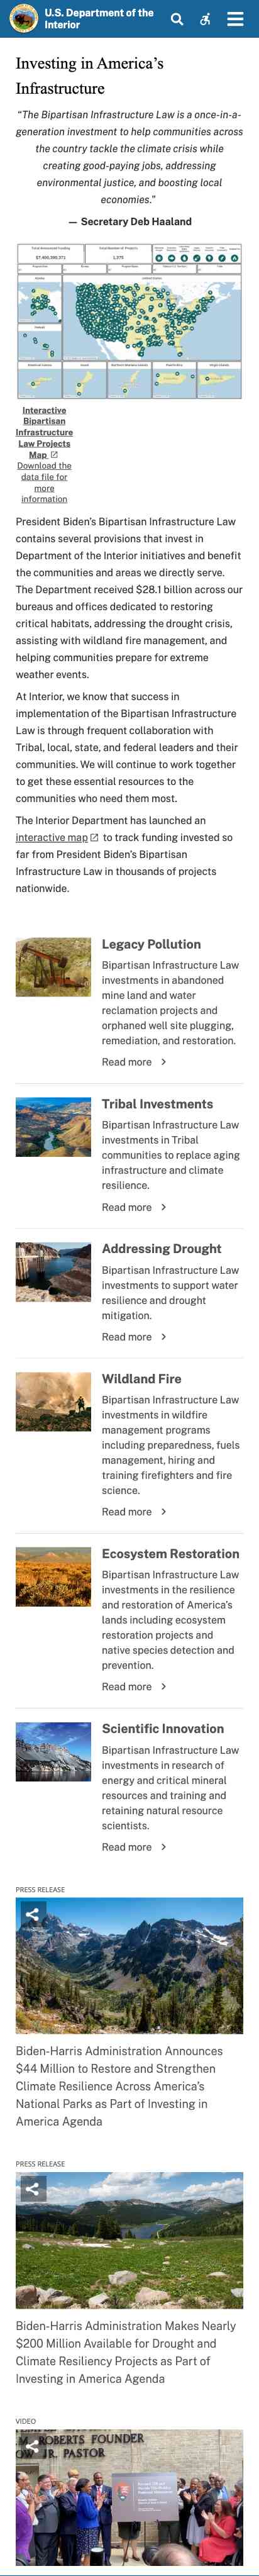 U.S. Department of the
Interior
Investing in America's
Infrastructure
“The Bipartisan Infrastructure Law is a once-in-a-
generation investment to help communities across
the country tackle the climate crisis while
creating good-paying jobs, addressing
environmental justice, and boosting local
economies.”
— Secretary Deb Haaland
Interactive
Bipartisan
Infrastructure
Law Projects
Map
Download the
data file for
more
information
President Biden’s Bipartisan Infrastructure Law
contains several provisions that invest in
Department of the Interior initiatives and benefit
the communities and areas we directly serve.
The Department received $28.1 billion across our
bureaus and offices dedicated to restoring
critical habitats, addressing the drought crisis,
assisting with wildland fire management, and
helping communities prepare for extreme
weather events.
At Interior, we know that success in
implementation of the Bipartisan Infrastructure
Law is through frequent collaboration with
Tribal, local, state, and federal leaders and their
communities. We will continue to work together
to get these essential resources to the
communities who need them most.
The Interior Department has launched an
interactive map to track funding invested so
far from President Biden’s Bipartisan
Infrastructure Law in thousands of projects
nationwide.
Legacy Pollution
Bipartisan Infrastructure Law
investments in abandoned
mine land and water
reclamation projects and
orphaned well site plugging,
remediation, and restoration.
Read more
Tribal Investments
Bipartisan Infrastructure Law
investments in Tribal
communities to replace aging
infrastructure and climate
resilience.
Read more
Addressing Drought
Bipartisan Infrastructure Law
investments to support water
resilience and drought
mitigation.
Read more
Wildland Fire
Bipartisan Infrastructure Law
investments in wildfire
management programs
including preparedness, fuels
management, hiring and
training firefighters and fire
science.
Read more
Ecosystem Restoration
Bipartisan Infrastructure Law
investments in the resilience
and restoration of America’s
lands including ecosystem
restoration projects and
native species detection and
prevention.
Read more
Scientific Innovation
Bipartisan Infrastructure Law
investments in research of
energy and critical mineral
resources and training and
retaining natural resource
scientists.
Read more
PRESS RELEASE
Biden-Harris Administration Announces
$44 Million to Restore and Strengthen
Climate Resilience Across America’s
National Parks as Part of Investing in
America Agenda
PRESS RELEASE
Biden-Harris Administration Makes Nearly
$200 Million Available for Drought and
Climate Resiliency Projects as Part of
Investing in America Agenda
VIDEO
ROBERTS FOUNDER
JR, PASTOR